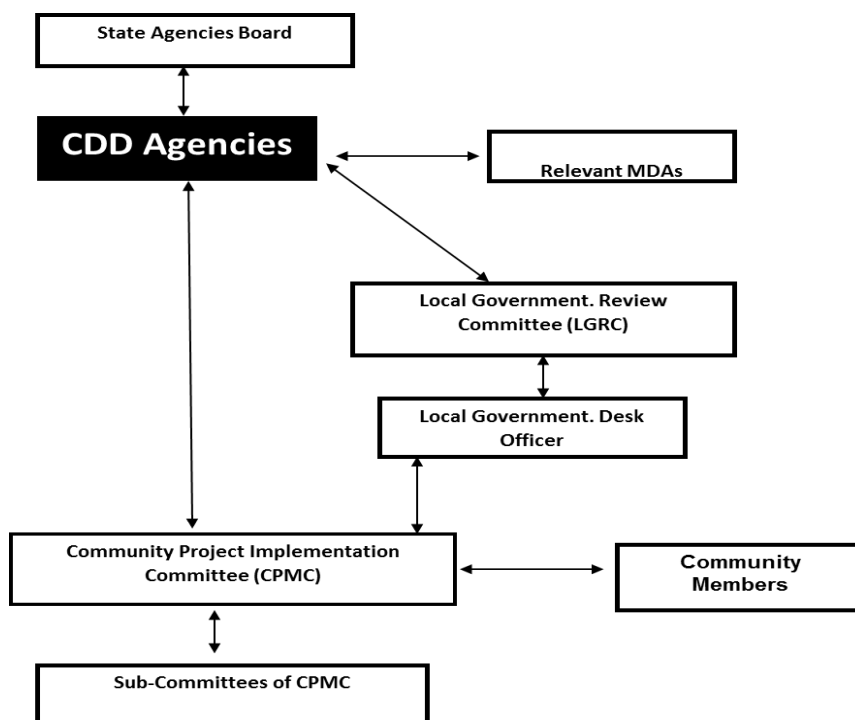 State Agencies Board
CDD Agencies
Relevant MDAs
Local Government. Review
Committee (LGRC)
Local Government. Desk
Officer
Community Project Implementation
Committee (CPMC)
Community
Members
Sub-Committees of CPMC